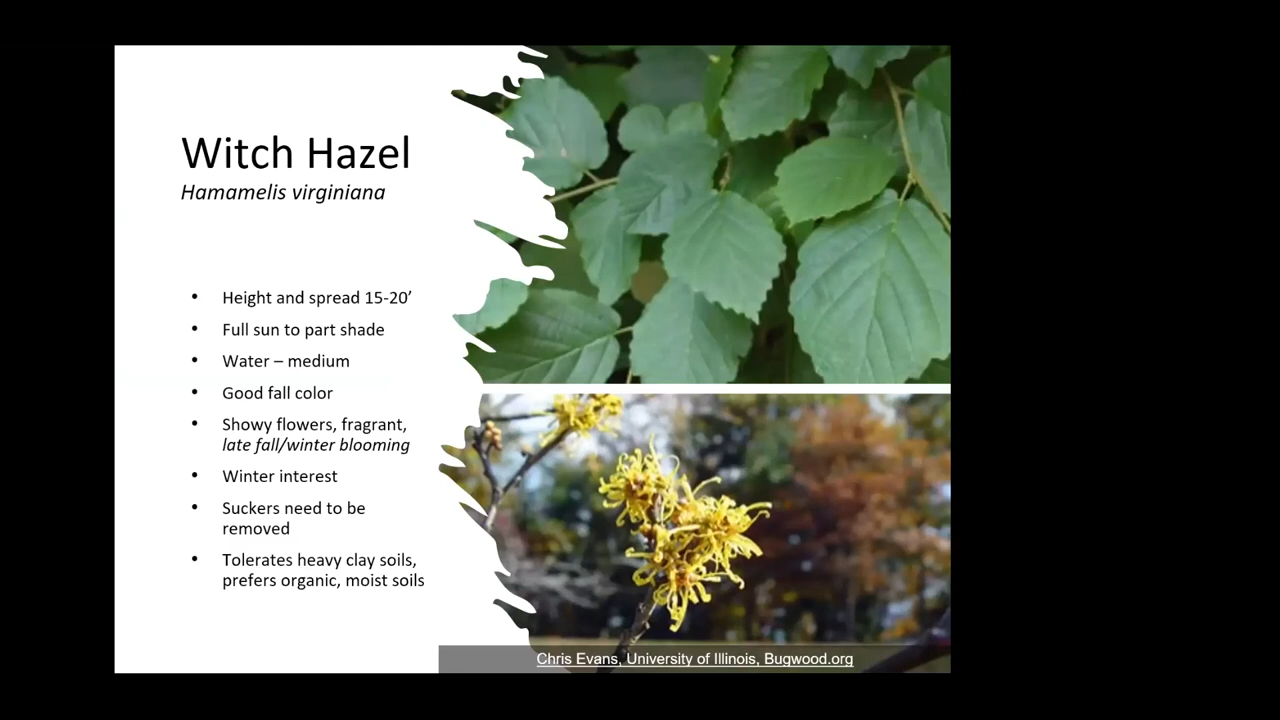 Witch Hazel
Hamamelis virginiana
• Height and spread 15-20’
• Full sun to part shade
• Water – medium
• Good fall color
• Showy flowers, fragrant,
late fall/winter blooming
• Winter interest
• Suckers need to be
removed
• Tolerates heavy clay soils,
prefers organic, moist soils
Chris Evans, University of Illinois, Bugwood.org